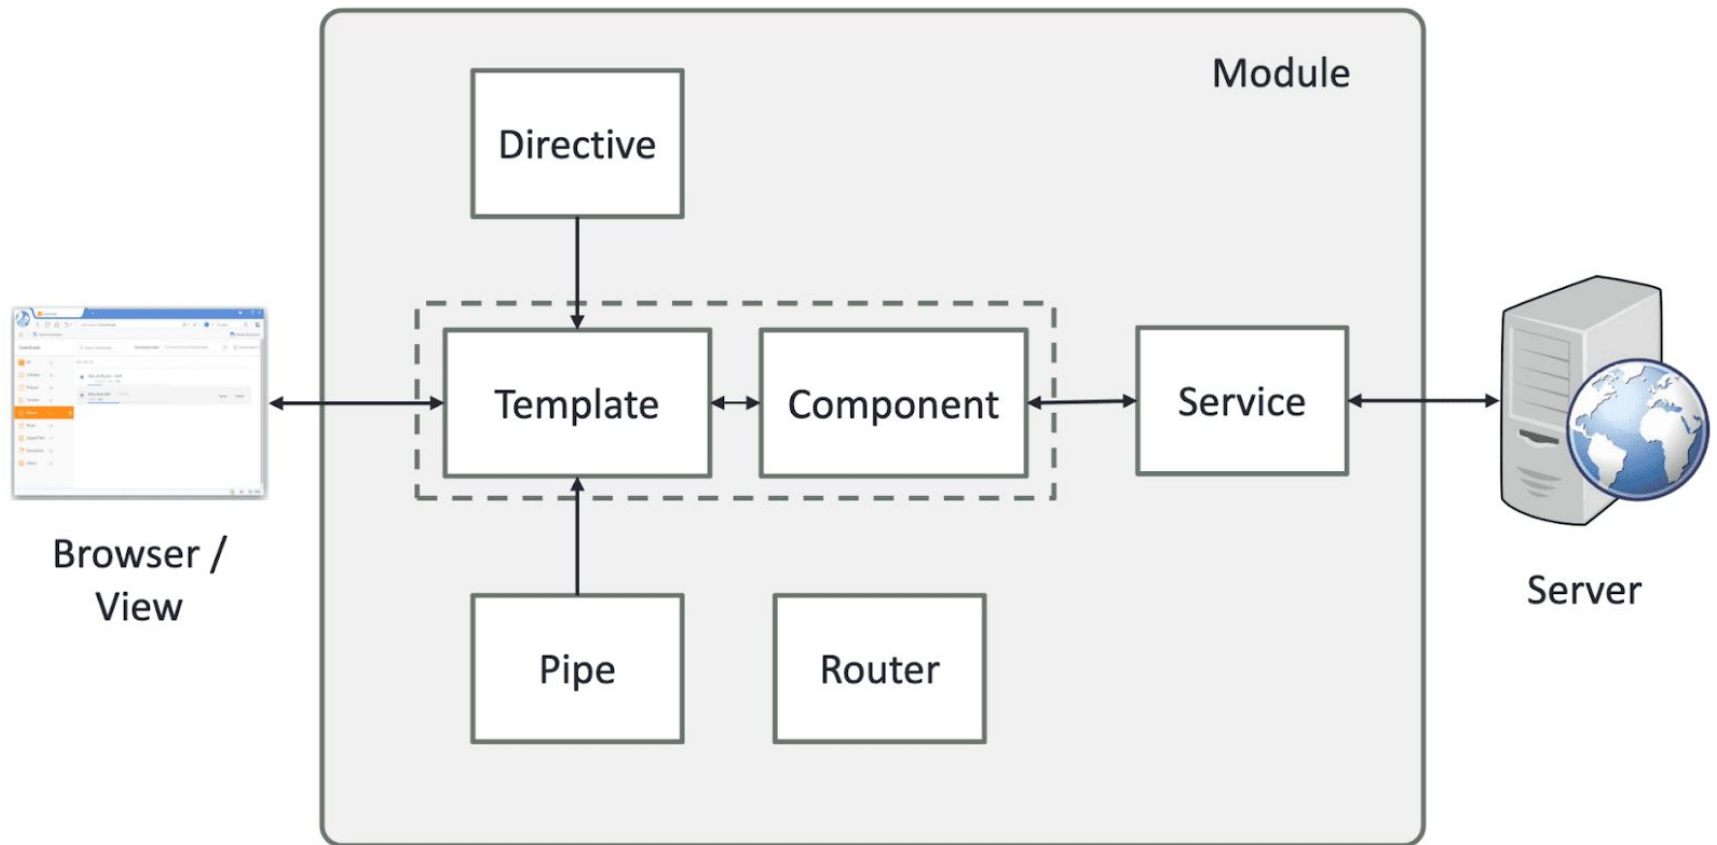 Module
Directive
Template
Component
Service
Browser /
View
Server
Pipe
Router